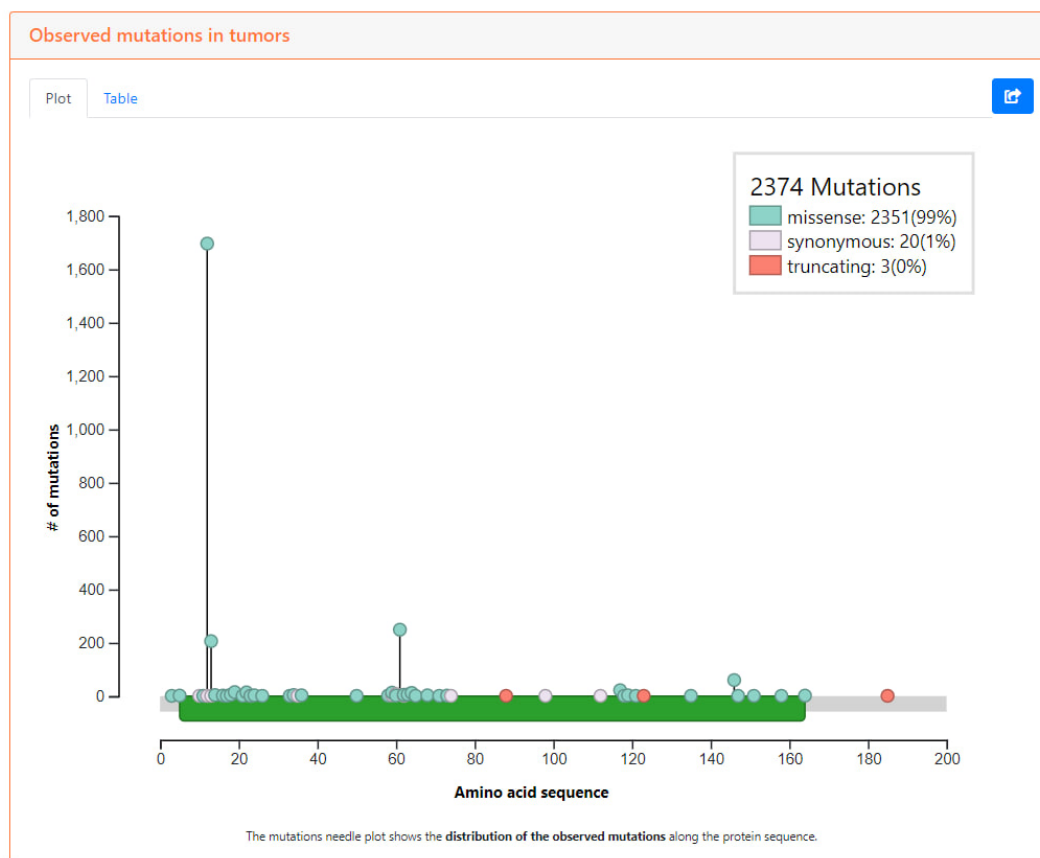 Observed mutations in tumors
Plot Table
2374 Mutations
missense: 2351(99%)
synonymous: 20(1%)
truncating: 3(0%)
1,800
1,600
1,400
1,200
1,000
800
600
400
200
0
# of mutations
0 20 40 60 80 100 120 140 160 180 200
Amino acid sequence
The mutations needle plot shows the distribution of the observed mutations along the protein sequence.